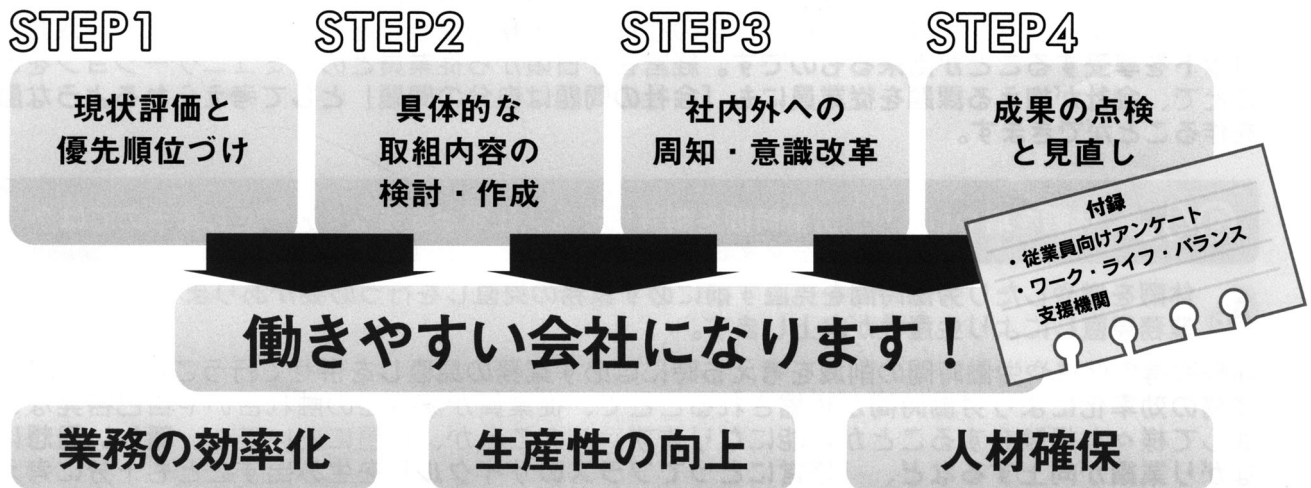 STEP1
現状評価と
優先順位づけ
STEP2
具体的な
取組内容の
検討・作成
STEP3
社内外への
周知・意識改革
STEP4
成果の点検
と見直し
付録
・従業員向けアンケート
・ワーク・ライフ・バランス
支援機関
働きやすい会社になります！
業務の効率化
生産性の向上
人材確保